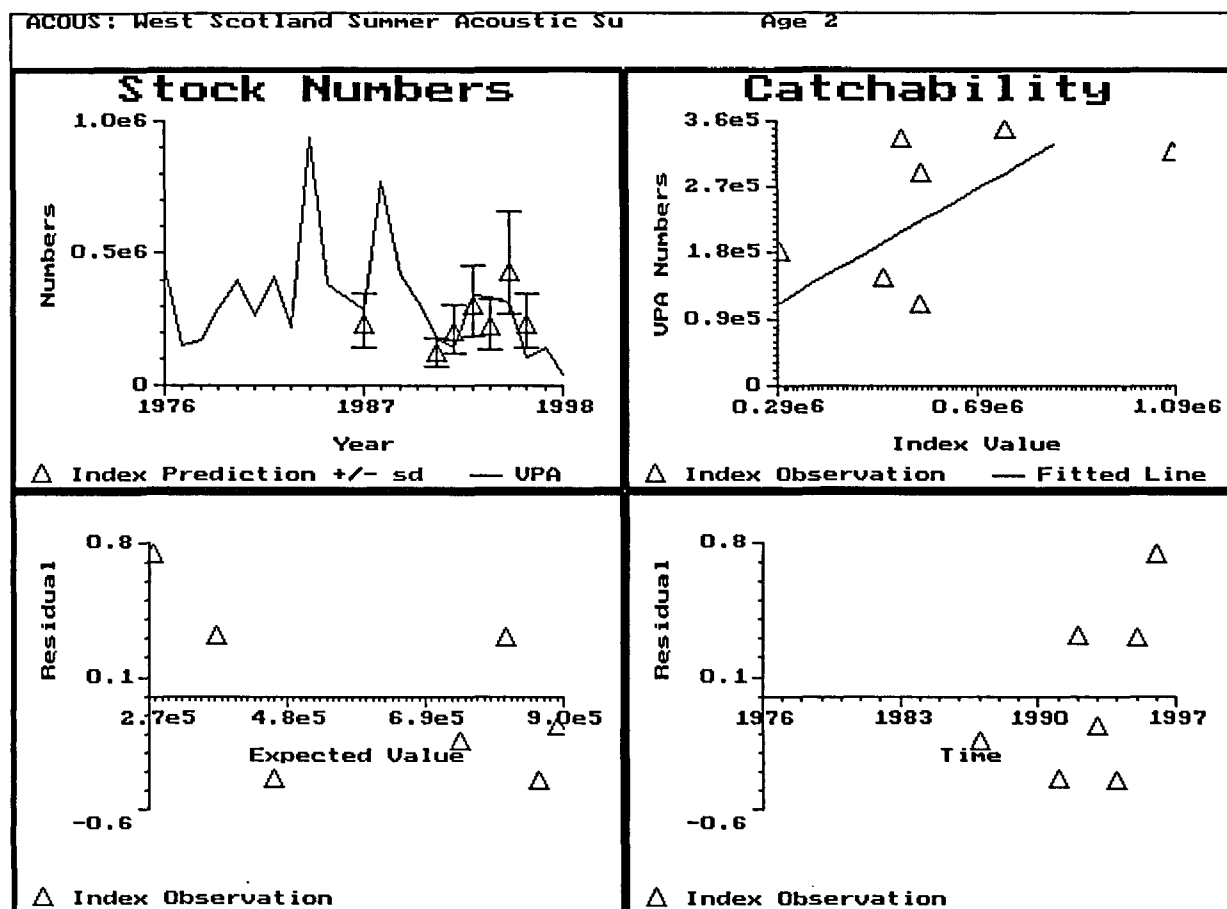 ACOUS: West Scotland Summer Acoustic Su Age 2
Stock Numbers
1.0e6
0.5e6
0
Numbers
1976 1987 1998
Year
△ Index Prediction +/- sd — VPA
Catchability
3.6e5
2.7e5
1.8e5
0.9e5
0
VPA Numbers
0.29e6 0.69e6 1.09e6
Index Value
△ Index Observation — Fitted Line
0.8
0.1
-0.6
Residual
2.7e5 4.8e5 6.9e5 9.0e5
Expected Value
△ Index Observation
0.8
0.1
-0.6
Residual
1976 1983 1990 1997
Time
△ Index Observation